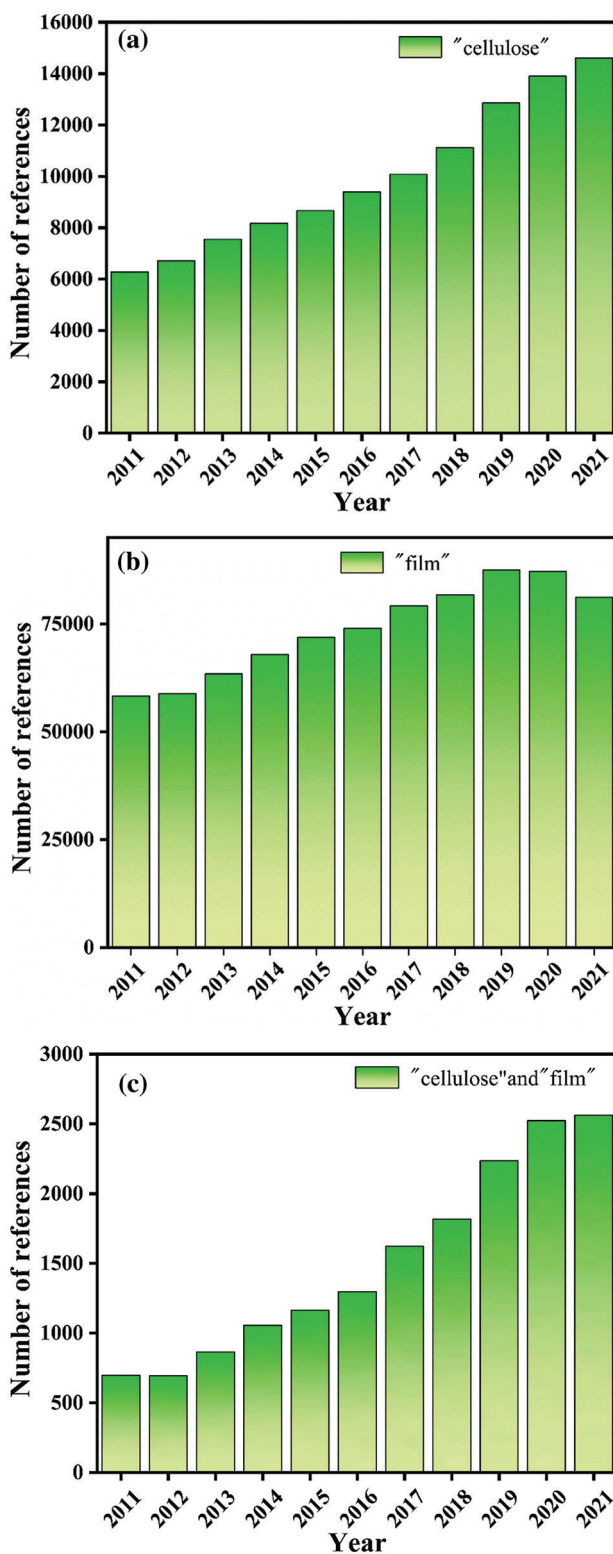 (a)
"cellulose"
Number of references
16000
14000
12000
10000
8000
6000
4000
2000
0
2011 2012 2013 2014 2015 2016 2017 2018 2019 2020 2021
Year
(b)
"film"
Number of references
75000
50000
25000
0
2011 2012 2013 2014 2015 2016 2017 2018 2019 2020 2021
Year
(c)
"cellulose"and"film"
Number of references
3000
2500
2000
1500
1000
500
0
2011 2012 2013 2014 2015 2016 2017 2018 2019 2020 2021
Year